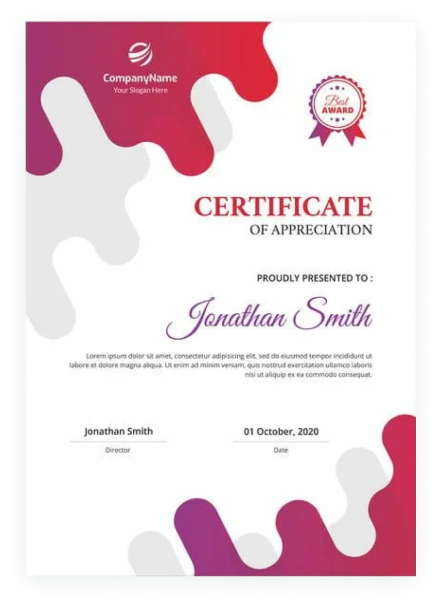 CompanyName
Your Slogan Here
Best
AWARD
CERTIFICATE
OF APPRECIATION
PROUDLY PRESENTED TO :
Jonathan Smith
Lorem ipsum dolor sit amet, consectetur adipisicing elit, sed do eiusmod tempor incididunt ut
labore et dolore magna aliqua. Ut enim ad minim veniam, quis nostrud exercitation ullamco laboris
nisi ut aliquip ex ea commodo consequat.
Jonathan Smith
Director
01 October, 2020
Date